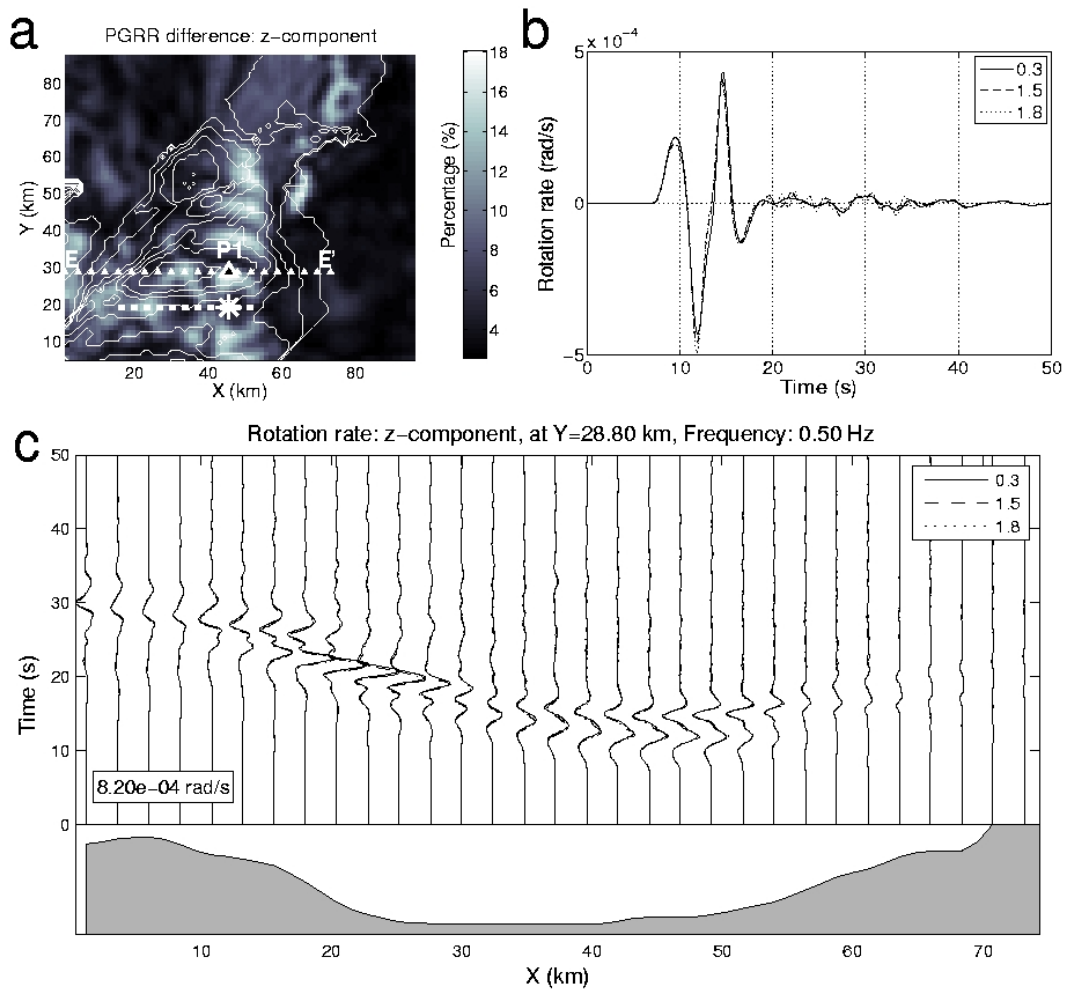 a
PGRR difference: z-component
80
70
60
50
40
30
20
10
Y (km)
E
P1
E'
20
40
60
80
X (km)
18
16
14
12
10
8
6
4
Percentage (%)
b
5
x 10⁻⁴
0
−5
Rotation rate (rad/s)
0
10
20
30
40
50
Time (s)
0.3
1.5
1.8
c
Rotation rate: z-component, at Y=28.80 km, Frequency: 0.50 Hz
50
40
30
20
10
0
Time (s)
0.3
1.5
1.8
8.20e-04 rad/s
10
20
30
40
50
60
70
X (km)